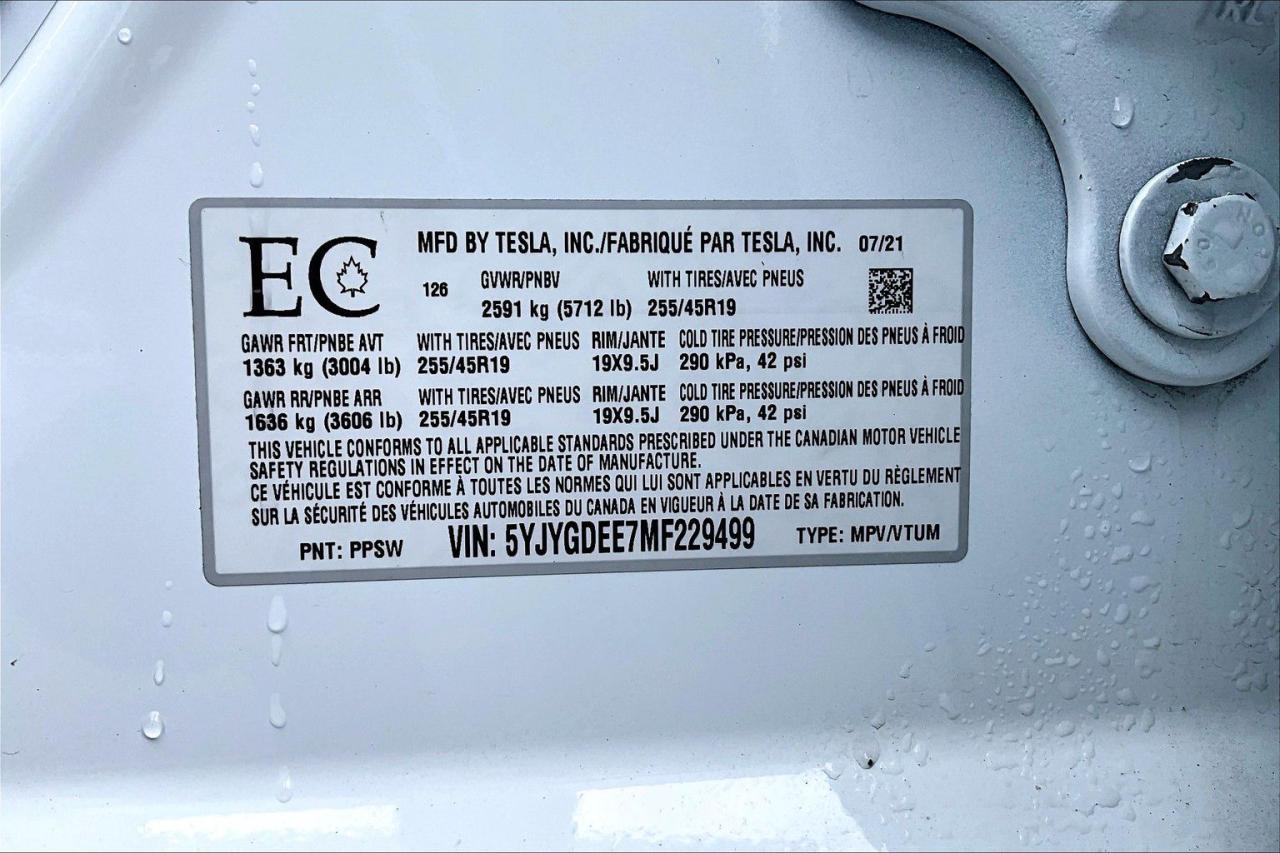 EC
MFD BY TESLA, INC./FABRIQUÉ PAR TESLA, INC. 07/21
126 GVWR/PNBV WITH TIRES/AVEC PNEUS
2591 kg (5712 lb) 255/45R19
GAWR FRT/PNBE AVT WITH TIRES/AVEC PNEUS RIM/JANTE COLD TIRE PRESSURE/PRESSION DES PNEUS À FROID
1363 kg (3004 lb) 255/45R19 19X9.5J 290 kPa, 42 psi
GAWR RR/PNBE ARR WITH TIRES/AVEC PNEUS RIM/JANTE COLD TIRE PRESSURE/PRESSION DES PNEUS À FROID
1636 kg (3606 lb) 255/45R19 19X9.5J 290 kPa, 42 psi
THIS VEHICLE CONFORMS TO ALL APPLICABLE STANDARDS PRESCRIBED UNDER THE CANADIAN MOTOR VEHICLE
SAFETY REGULATIONS IN EFFECT ON THE DATE OF MANUFACTURE.
CE VÉHICULE EST CONFORME À TOUTES LES NORMES QUI LUI SONT APPLICABLES EN VERTU DU RÈGLEMENT
SUR LA SÉCURITÉ DES VÉHICULES AUTOMOBILES DU CANADA EN VIGUEUR À LA DATE DE SA FABRICATION.
PNT: PPSW VIN: 5YJYGDEE7MF229499 TYPE: MPV/VTUM